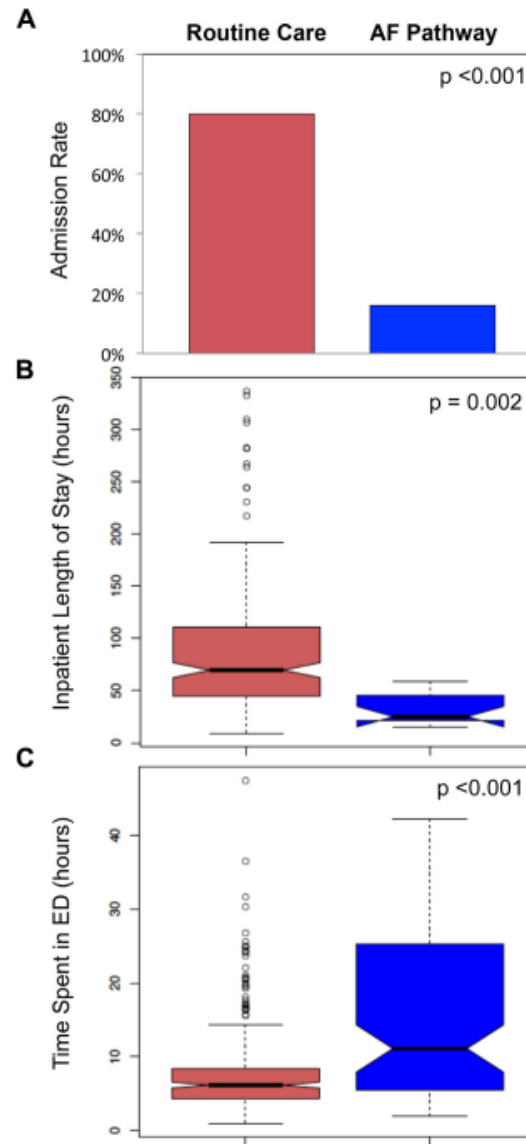 A
Routine Care AF Pathway
p <0.001
Admission Rate
100%
80%
60%
40%
20%
0%
B
p = 0.002
Inpatient Length of Stay (hours)
350
300
250
200
150
100
50
0
C
p <0.001
Time Spent in ED (hours)
40
30
20
10
0